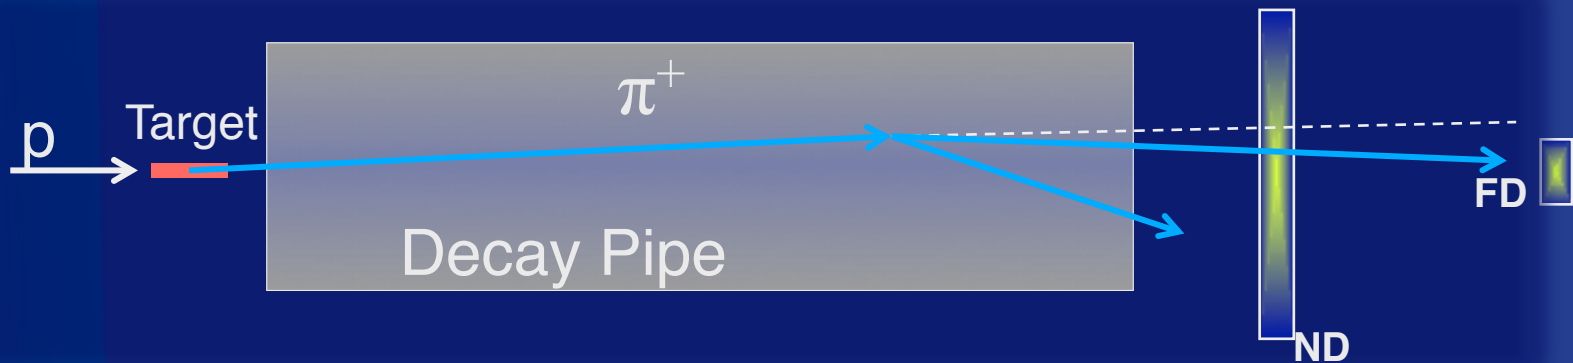 p
Target
π⁺
Decay Pipe
FD
ND